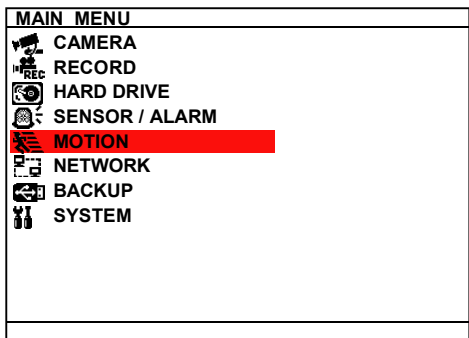 MAIN MENU
CAMERA
REC RECORD
HARD DRIVE
SENSOR / ALARM
MOTION
NETWORK
BACKUP
SYSTEM